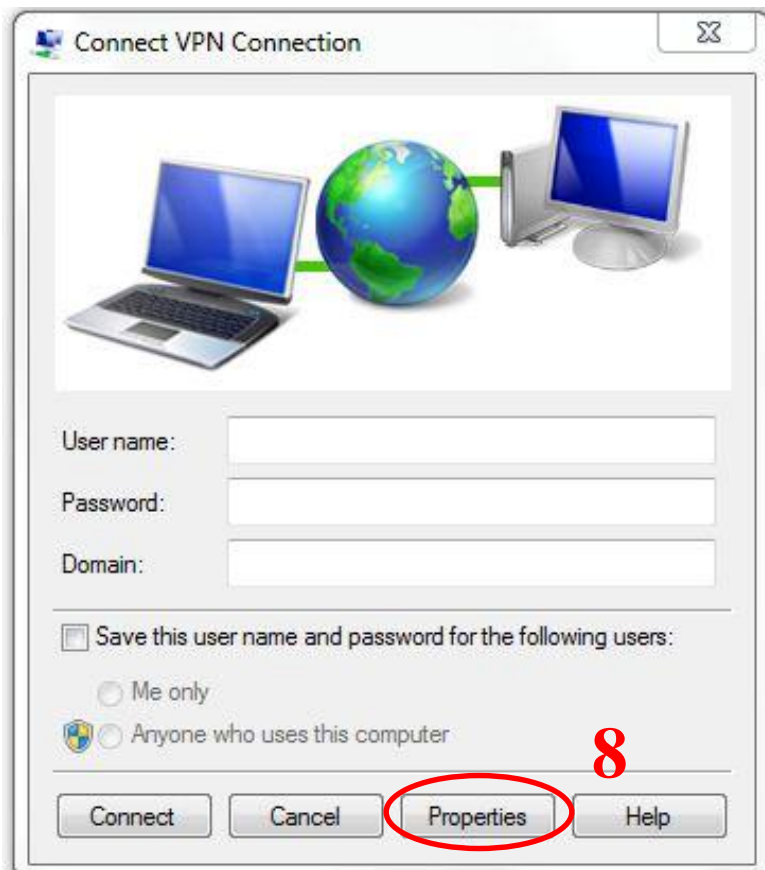 Connect VPN Connection
User name:
Password:
Domain:
Save this user name and password for the following users:
Me only
Anyone who uses this computer
8
Connect Cancel Properties Help